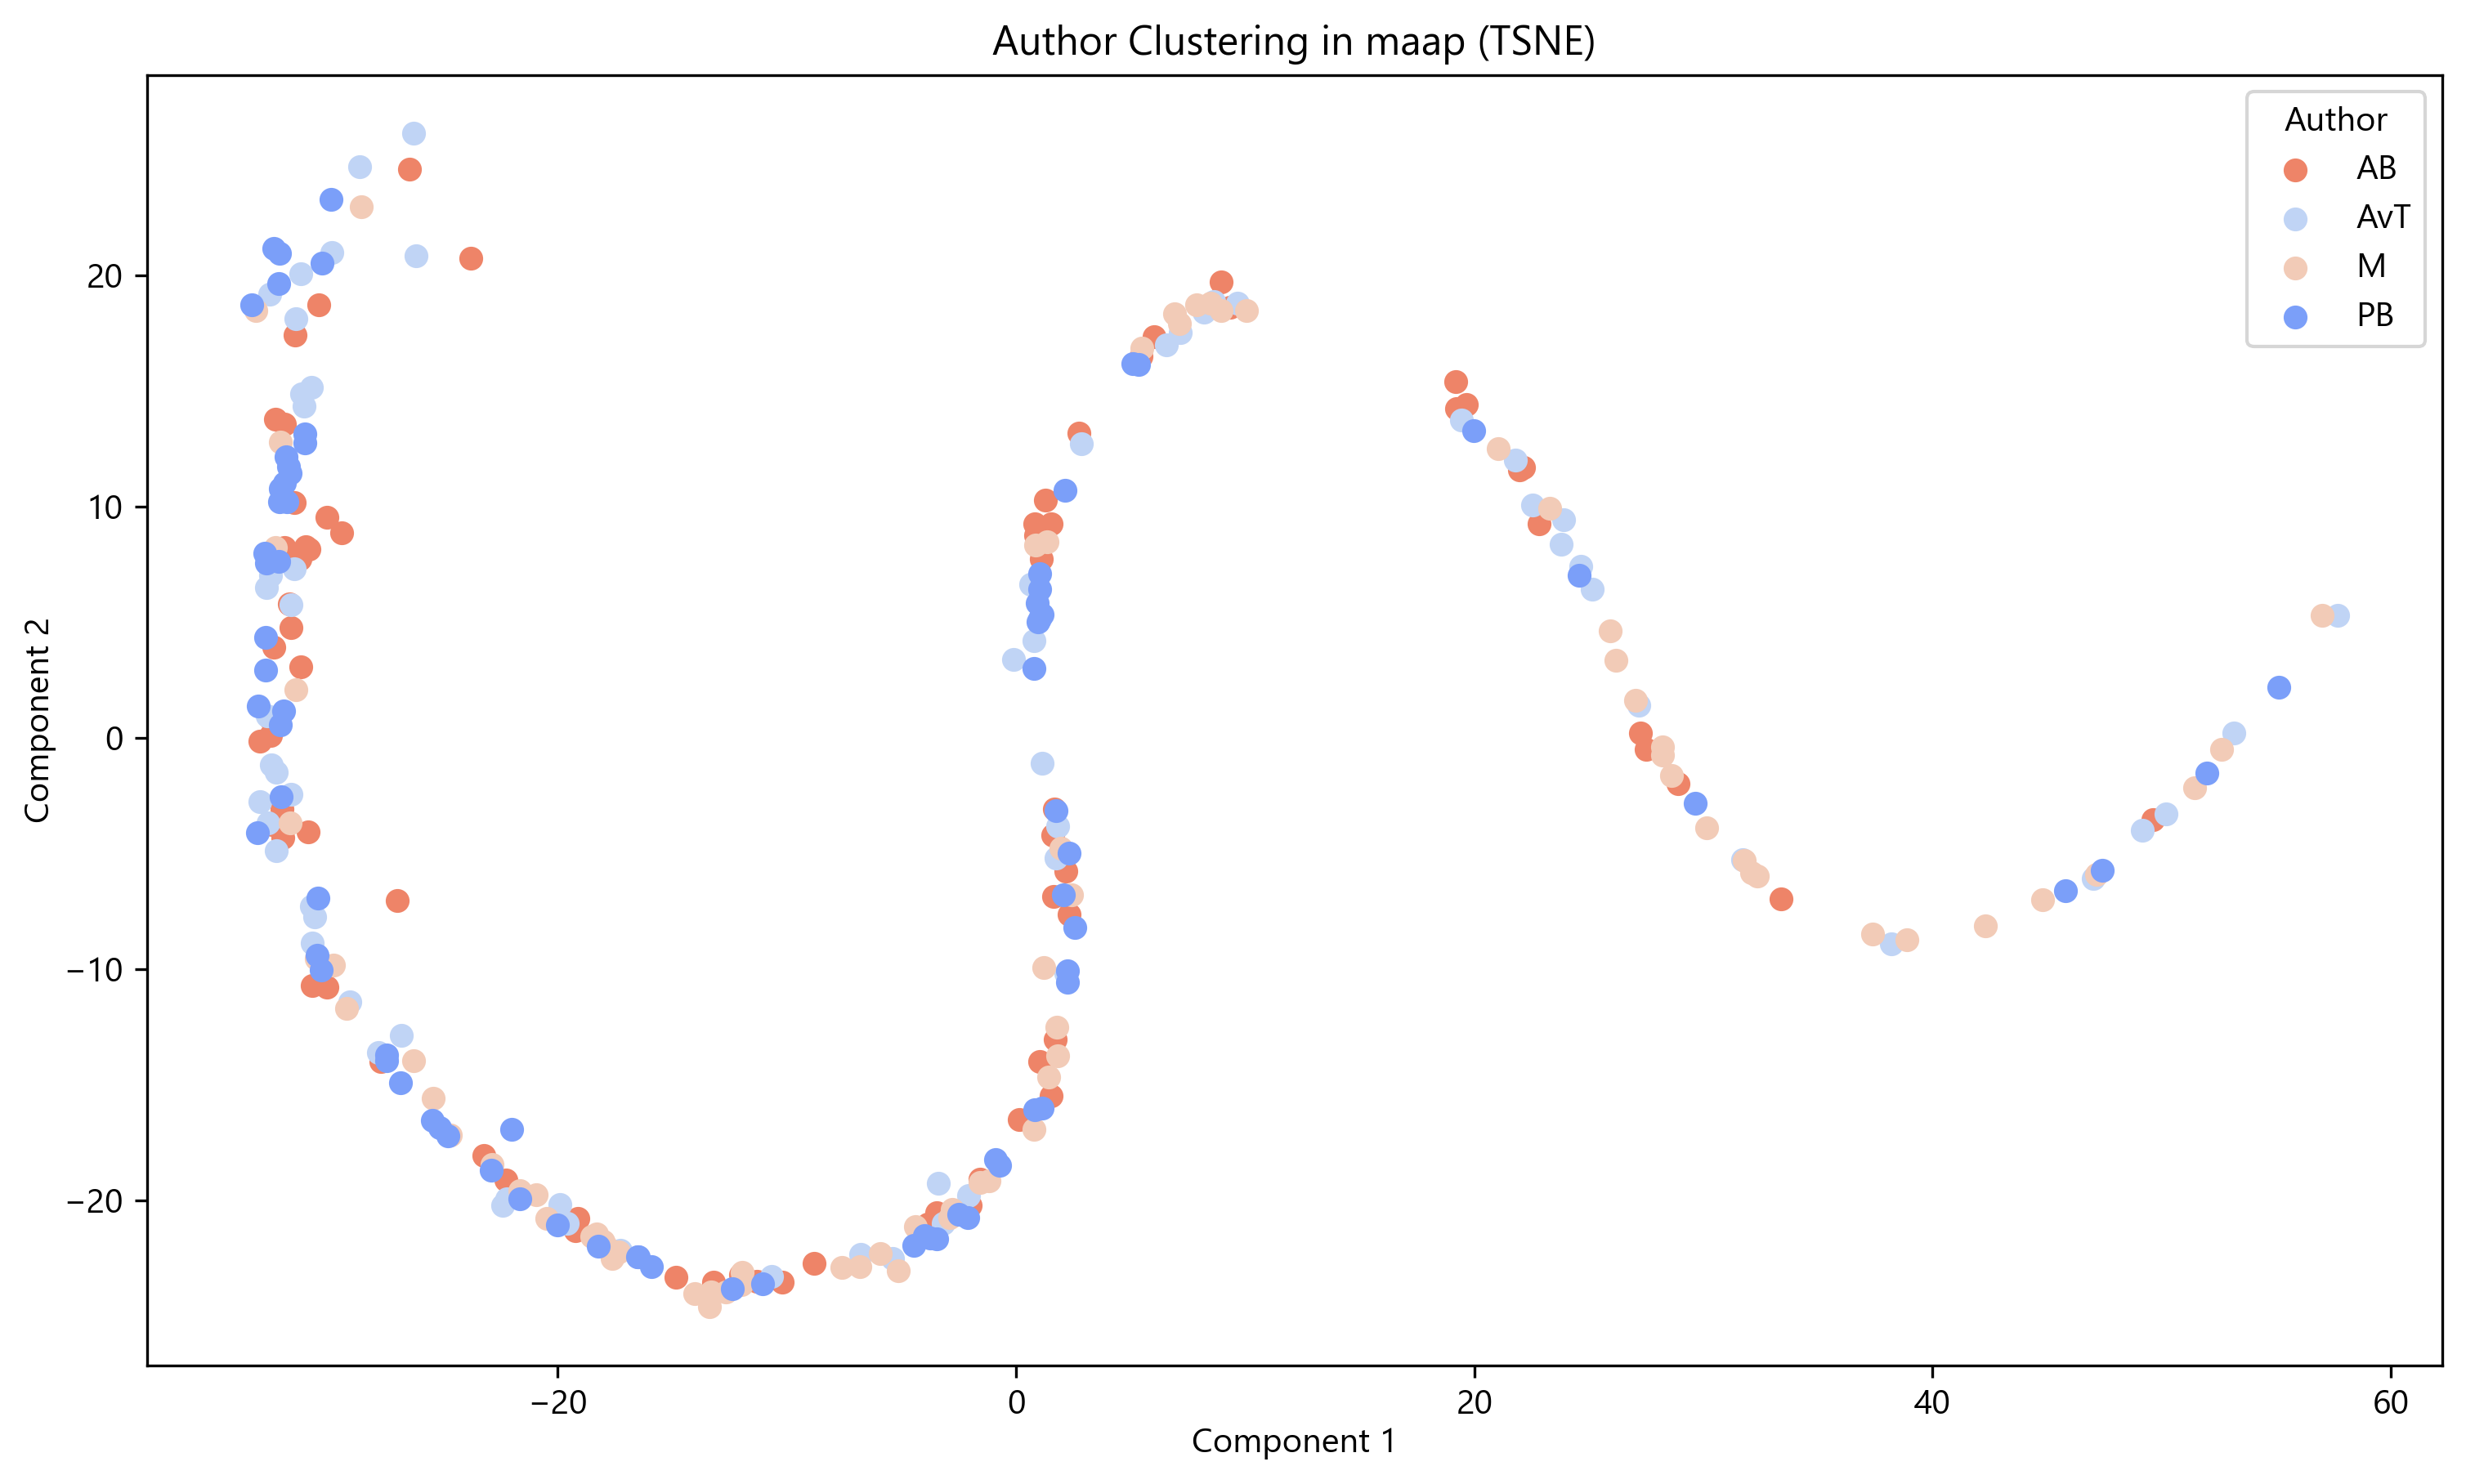 Author Clustering in maap (TSNE)
Author
AB
AvT
M
PB
Component 2
20
10
0
−10
−20
−20
0
20
40
60
Component 1